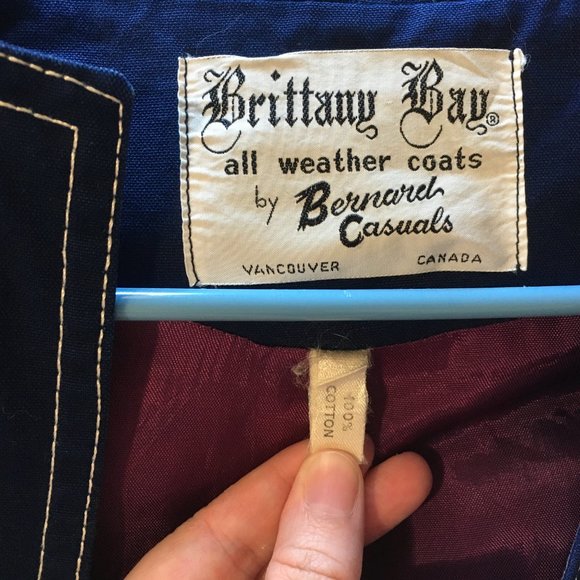 Brittany Bay®
all weather coats
by Bernard
Casuals
VANCOUVER CANADA
100%
COTTON